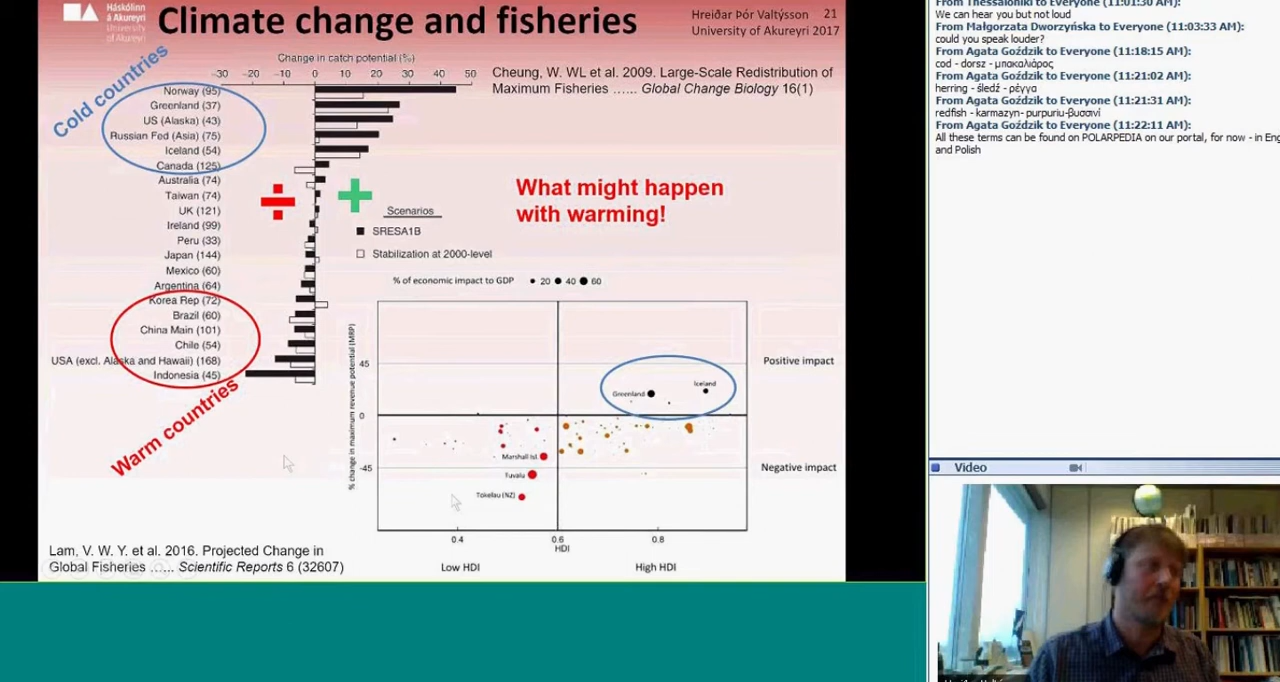 Háskólinn
á Akureyri
University
of Akureyri
Climate change and fisheries
Hreiðar Þór Valtýsson 21
University of Akureyri 2017
Cold countries
Change in catch potential (%)
-30 -20 -10 0 10 20 30 40 50
Norway (95)
Greenland (37)
US (Alaska) (43)
Russian Fed (Asia) (75)
Iceland (54)
Canada (125)
Australia (74)
Taiwan (74)
UK (121)
Ireland (99)
Peru (33)
Japan (144)
Mexico (60)
Argentina (64)
Korea Rep (72)
Brazil (60)
China Main (101)
Chile (54)
USA (excl. Alaska and Hawaii) (168)
Indonesia (45)
Warm countries
Cheung, W. WL et al. 2009. Large-Scale Redistribution of
Maximum Fisheries …… Global Change Biology 16(1)
What might happen
with warming!
Scenarios
SRESA1B
Stabilization at 2000-level
% of economic impact to GDP 20 40 60
% change in maximum revenue potential (MRP)
45
0
-45
Greenland
Iceland
Marshall Isl.
Tuvalu
Tokelau (NZ)
Positive impact
Negative impact
0.4 0.6 0.8
HDI
Low HDI High HDI
Lam, V. W. Y. et al. 2016. Projected Change in
Global Fisheries …… Scientific Reports 6 (32607)
From Thessaloniki to Everyone (11:01:30 AM):
We can hear you but not loud
From Małgorzata Dworzyńska to Everyone (11:03:33 AM):
could you speak louder?
From Agata Goździk to Everyone (11:18:15 AM):
cod - dorsz - μπακαλιάρος
From Agata Goździk to Everyone (11:21:02 AM):
herring - śledź - ρέγγα
From Agata Goździk to Everyone (11:21:31 AM):
redfish - karmazyn- purpuriu-βυσσινί
From Agata Goździk to Everyone (11:22:11 AM):
All these terms can be found on POLARPEDIA on our portal, for now - in Eng
and Polish
Video